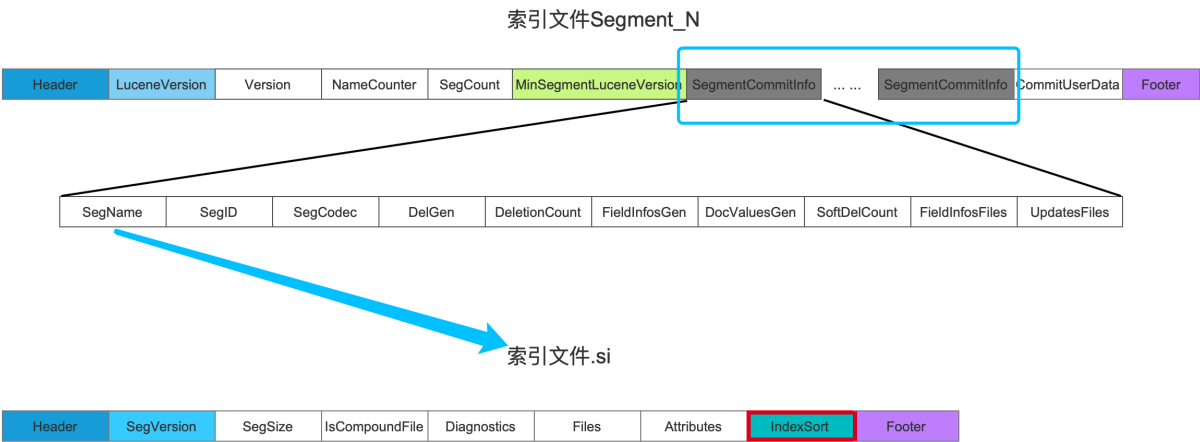 索引文件Segment_N
Header LuceneVersion Version NameCounter SegCount MinSegmentLuceneVersion SegmentCommitInfo ... ... SegmentCommitInfo CommitUserData Footer
SegName SegID SegCodec DelGen DeletionCount FieldInfosGen DocValuesGen SoftDelCount FieldInfosFiles UpdatesFiles
索引文件.si
Header SegVersion SegSize IsCompoundFile Diagnostics Files Attributes IndexSort Footer